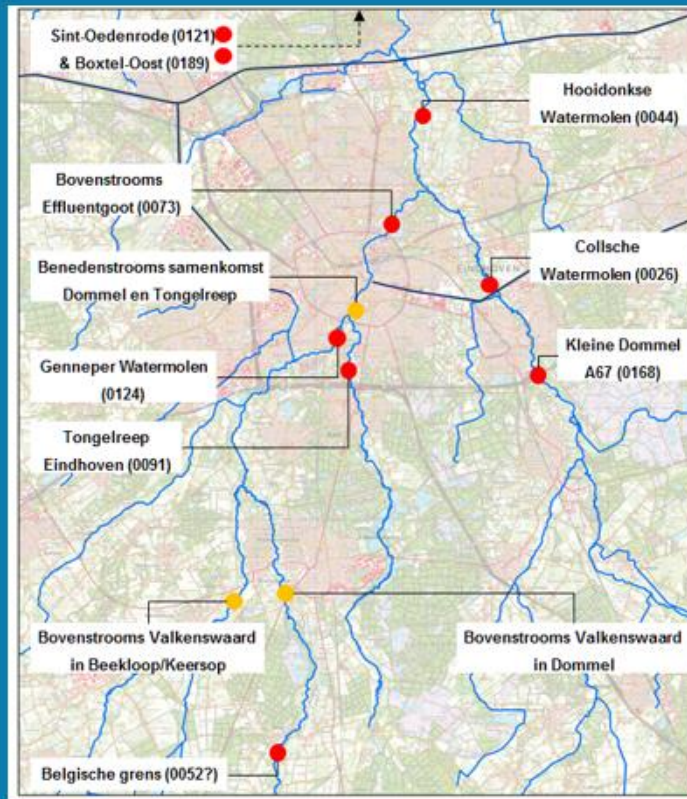 Sint-Oedenrode (0121)
& Boxtel-Oost (0189)
Hooidonkse
Watermolen (0044)
Bovenstrooms
Effluentgoot (0073)
Collsche
Watermolen (0026)
Benedenstrooms samenkomst
Dommel en Tongelreep
EINDHOVEN
Kleine Dommel
A67 (0168)
Genneper Watermolen
(0124)
Tongelreep
Eindhoven (0091)
Bovenstrooms Valkenswaard
in Beekloop/Keersop
Bovenstrooms Valkenswaard
in Dommel
Belgische grens (0052?)